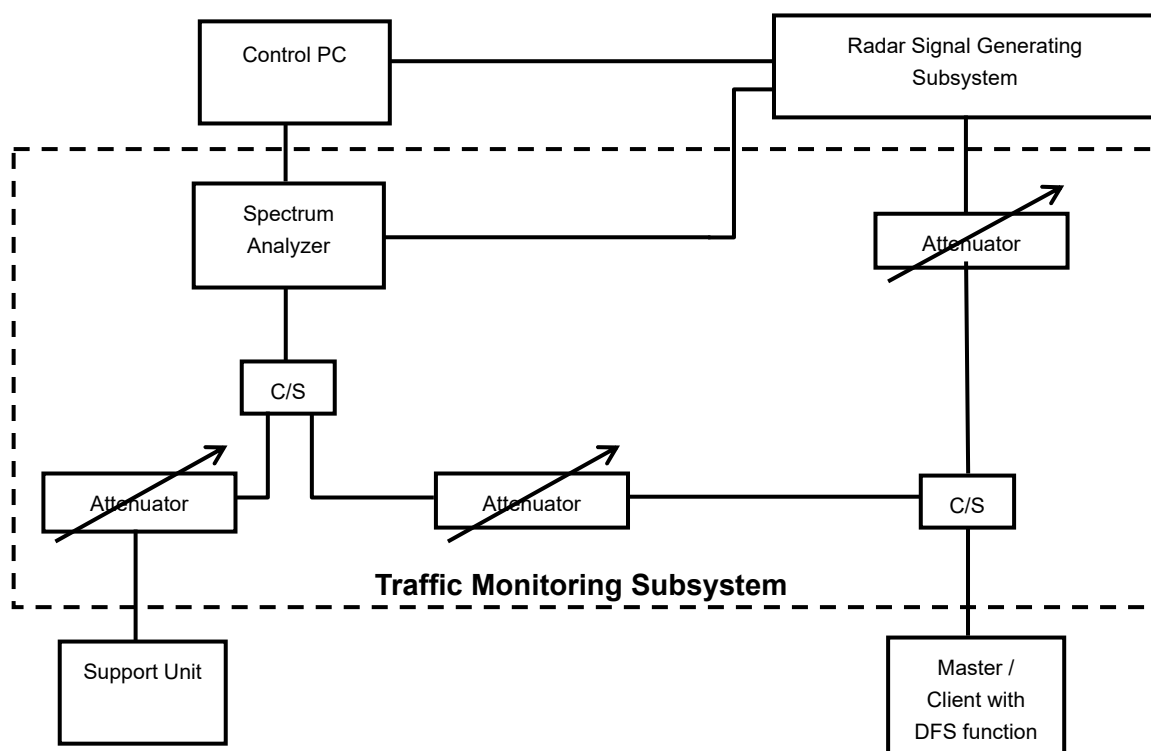 Control PC
Radar Signal Generating
Subsystem
Spectrum
Analyzer
Attenuator
C/S
Attenuator
Attenuator
C/S
Traffic Monitoring Subsystem
Support Unit
Master /
Client with
DFS function